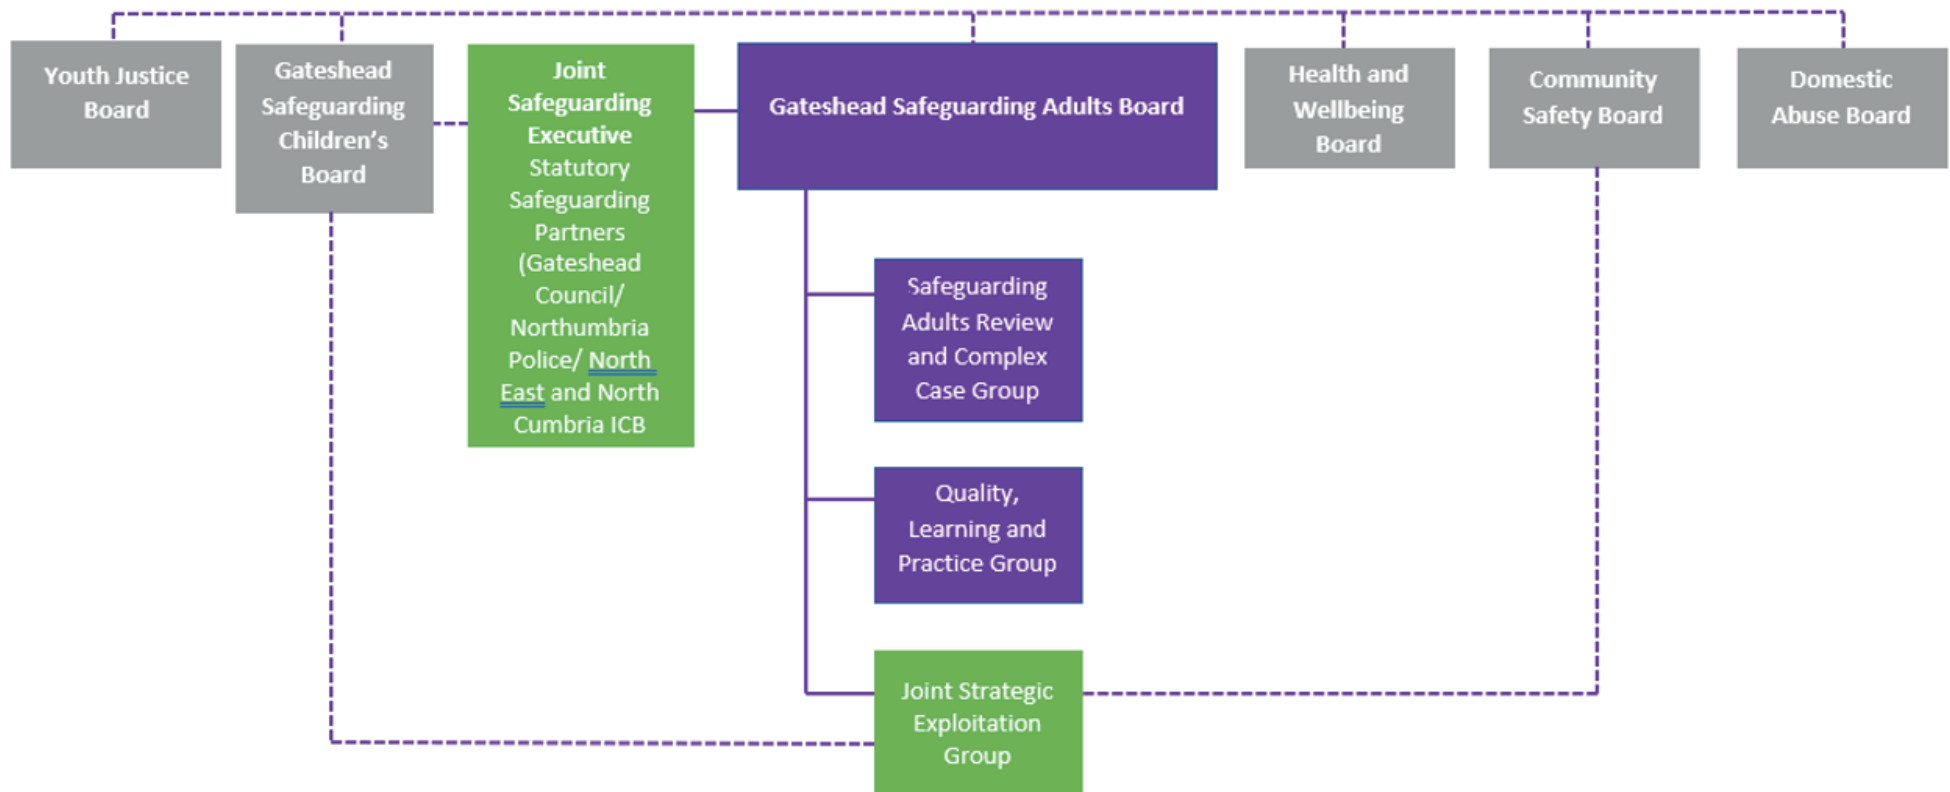 Youth Justice
Board
Gateshead
Safeguarding
Children’s
Board
Joint
Safeguarding
Executive
Statutory
Safeguarding
Partners
(Gateshead
Council/
Northumbria
Police/ North
East and North
Cumbria ICB
Gateshead Safeguarding Adults Board
Health and
Wellbeing
Board
Community
Safety Board
Domestic
Abuse Board
Safeguarding
Adults Review
and Complex
Case Group
Quality,
Learning and
Practice Group
Joint Strategic
Exploitation
Group